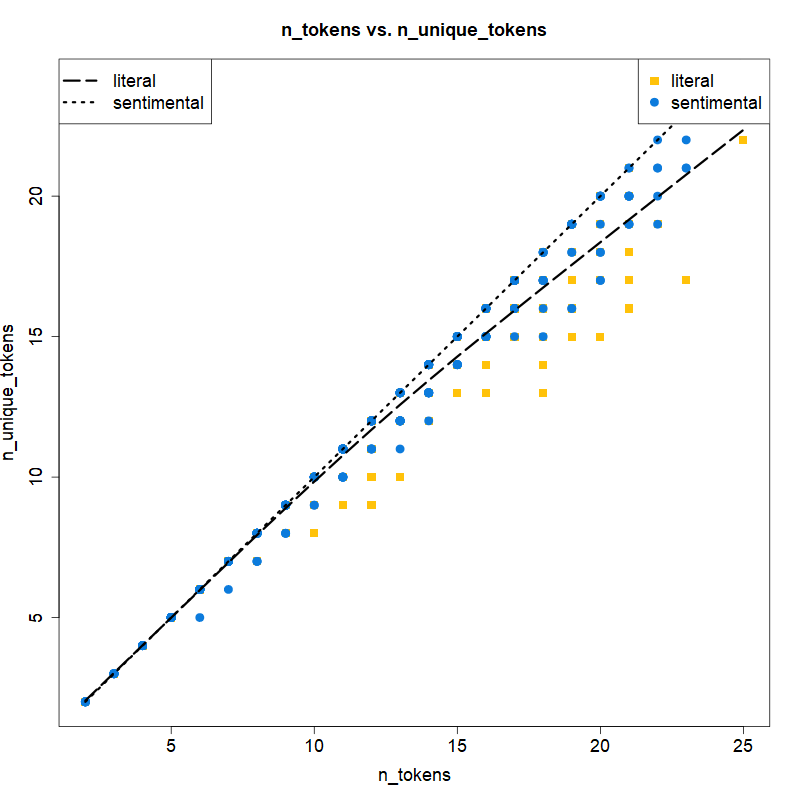 n_tokens vs. n_unique_tokens
literal
sentimental
literal
sentimental
n_unique_tokens
20
15
10
5
5 10 15 20 25
n_tokens